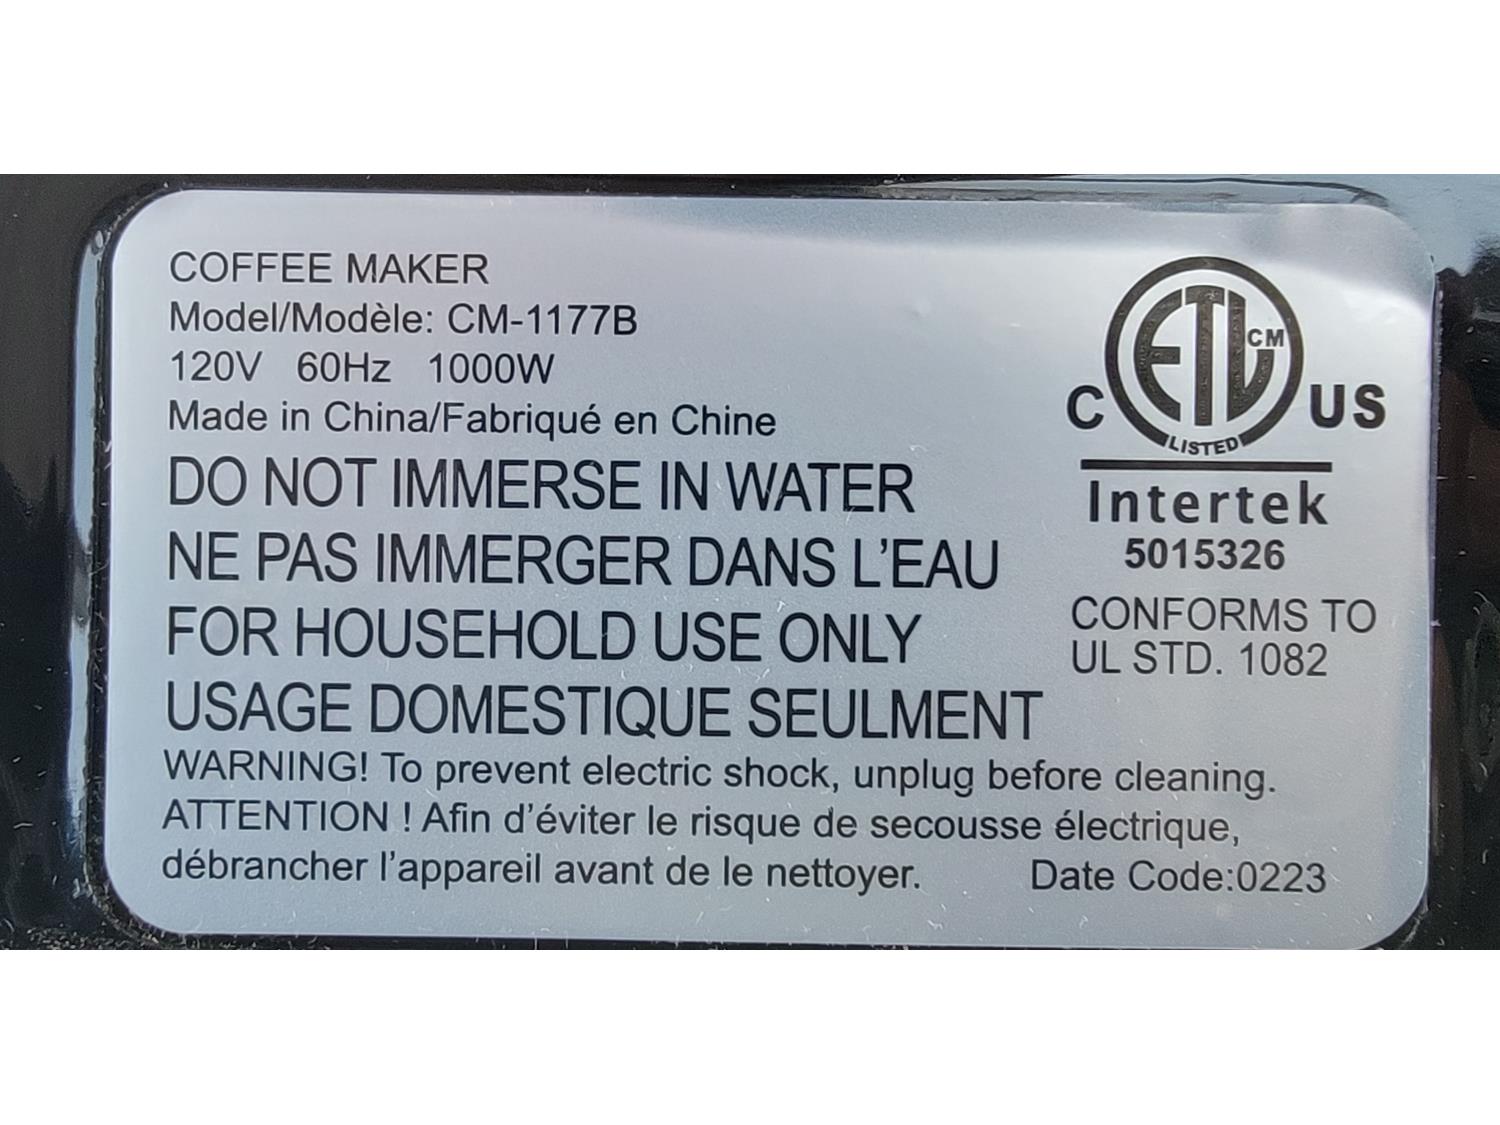 COFFEE MAKER
Model/Modèle: CM-1177B
120V 60Hz 1000W
Made in China/Fabriqué en Chine
DO NOT IMMERSE IN WATER
NE PAS IMMERGER DANS L'EAU
FOR HOUSEHOLD USE ONLY
USAGE DOMESTIQUE SEULMENT
WARNING! To prevent electric shock, unplug before cleaning.
ATTENTION ! Afin d'éviter le risque de secousse électrique,
débrancher l'appareil avant de le nettoyer.
Date Code:0223
ETL CM
C US
LISTED
Intertek
5015326
CONFORMS TO
UL STD. 1082